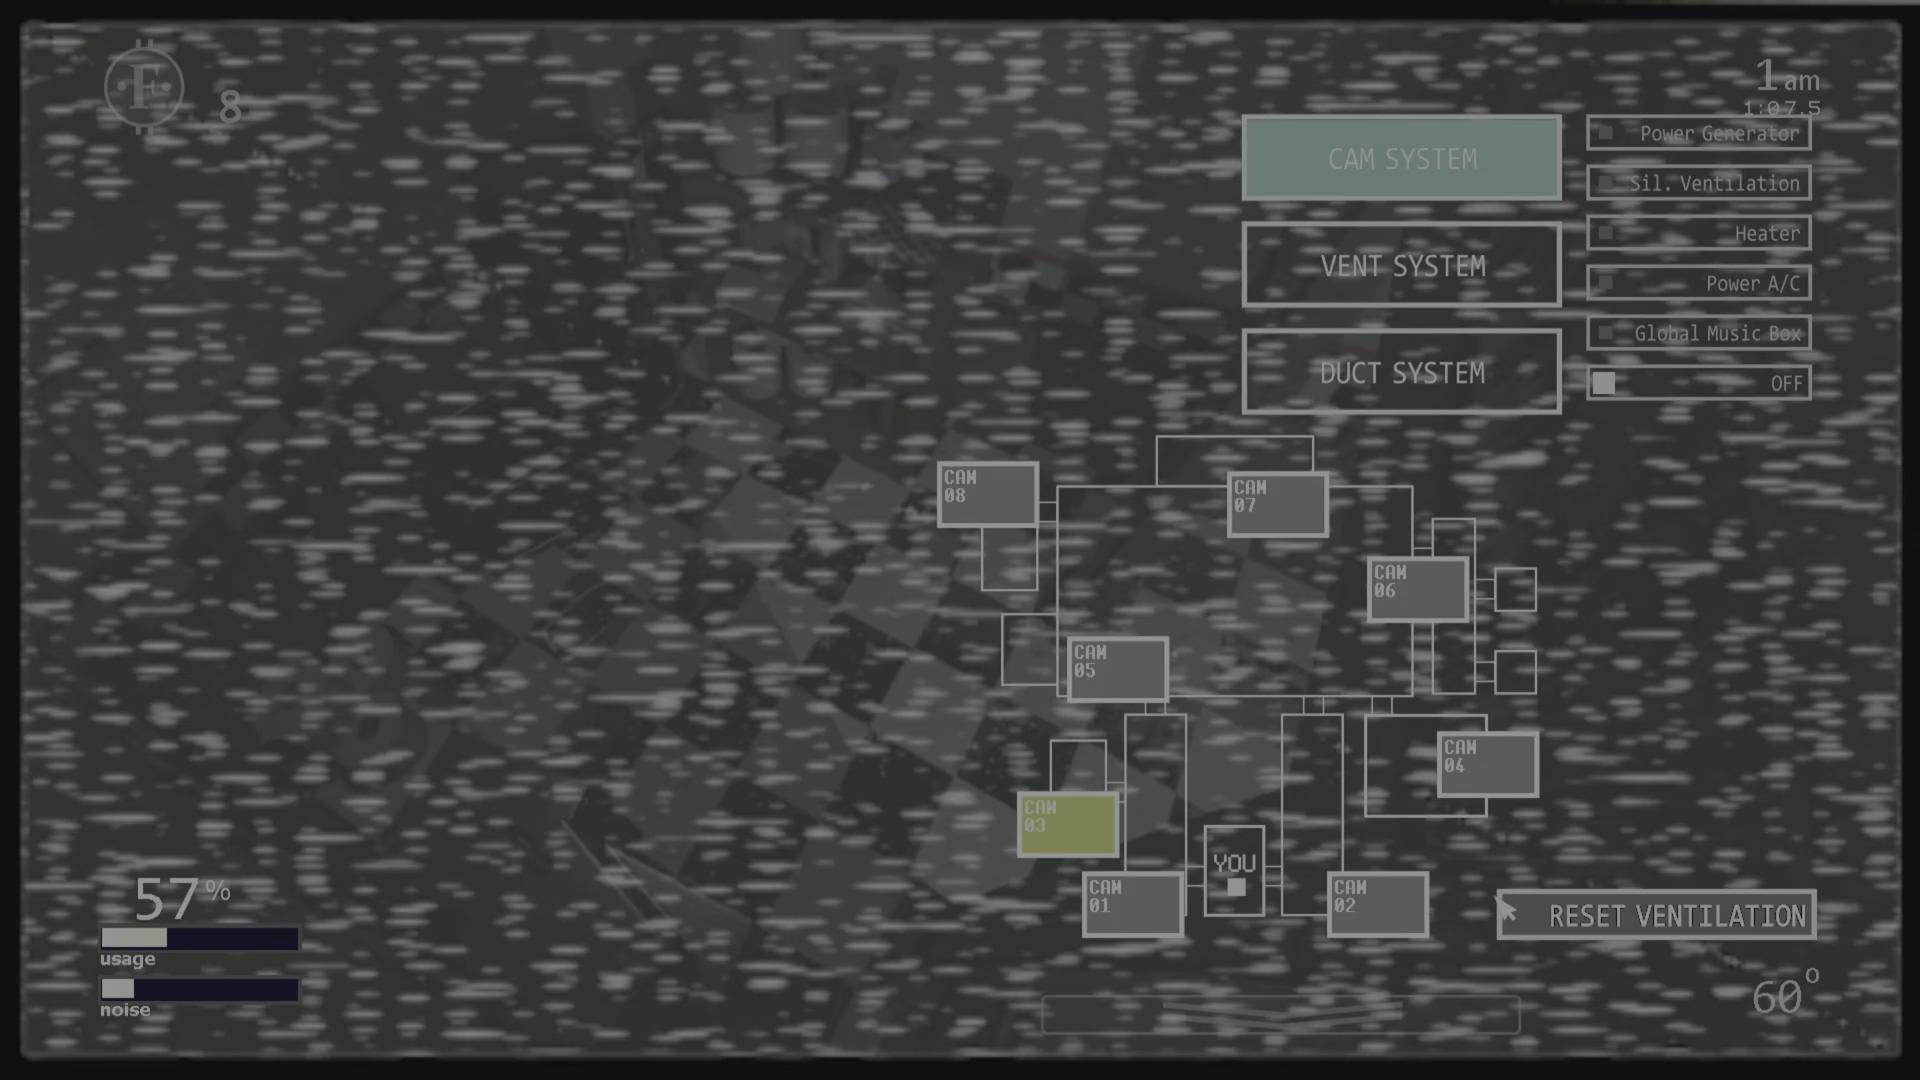 F
8
1 am
1:07.5
CAM SYSTEM
VENT SYSTEM
DUCT SYSTEM
Power Generator
Sil. Ventilation
Heater
Power A/C
Global Music Box
OFF
CAM
08
CAM
07
CAM
06
CAM
05
CAM
04
CAM
03
YOU
CAM
01
CAM
02
57%
usage
noise
RESET VENTILATION
60°